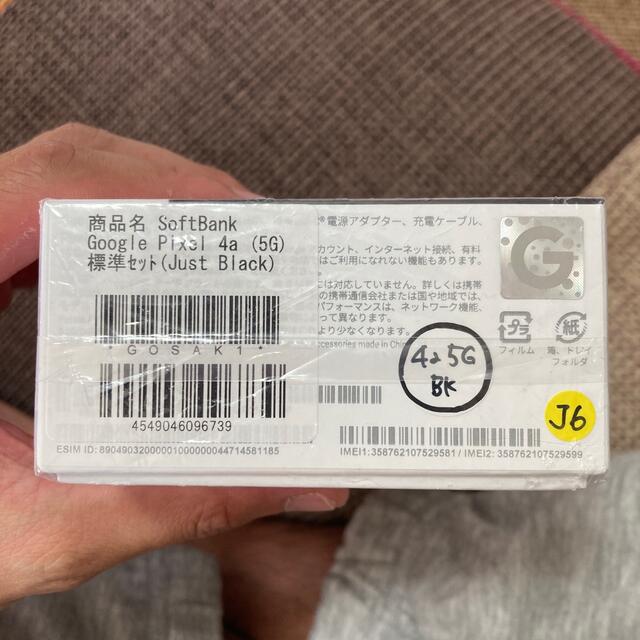 商品名 SoftBank
Google Pixel 4a (5G)
標準ｾｯﾄ(Just Black)
*GOSAK1*
4549046096739
ESIM ID: 89049032000001000000044714581185
電源アダプター、充電ケーブル、
カウント、インターネット接続、有料
はご利用になれない機能もあります。
には対応していません。詳しくは携帯
の携帯通信会社または国や地域では、
パフォーマンスは、ネットワーク機能、
って異なります。
より少なくなります。
ccessories made in Chin
G
プラ
フィルム
紙
箱、トレイ
フォルダ
4a 5G
BK
J6
IMEI1: 358762107529581 / IMEI2: 358762107529599